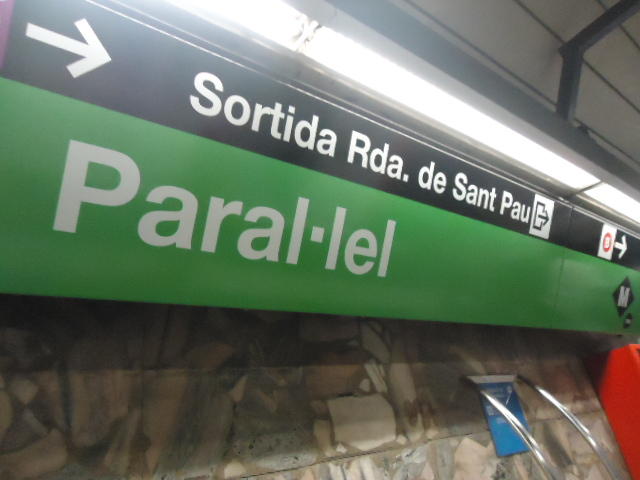 Sortida Rda. de Sant Pau
Paral·lel
M